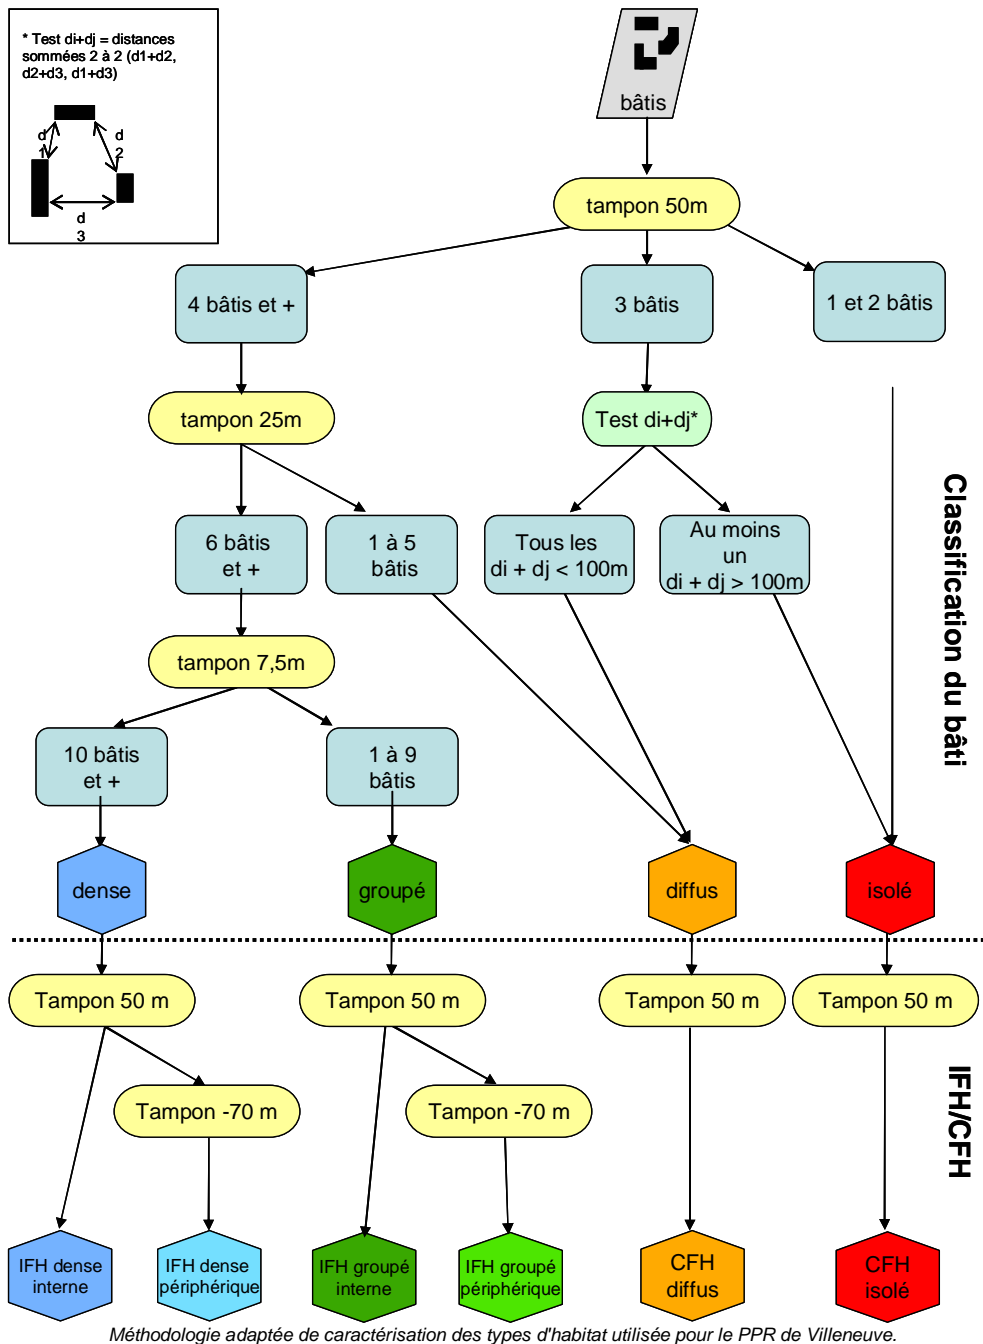 * Test di+dj = distances
sommées 2 à 2 (d1+d2,
d2+d3, d1+d3)
d
1
d
2
d
3
bâtis
tampon 50m
4 bâtis et +
3 bâtis
1 et 2 bâtis
tampon 25m
Test di+dj*
6 bâtis
et +
1 à 5
bâtis
Tous les
di + dj < 100m
Au moins
un
di + dj > 100m
tampon 7,5m
10 bâtis
et +
1 à 9
bâtis
Classification du bâti
dense
groupé
diffus
isolé
Tampon 50 m
Tampon 50 m
Tampon 50 m
Tampon 50 m
Tampon -70 m
Tampon -70 m
IFH/CFH
IFH dense
interne
IFH dense
périphérique
IFH groupé
interne
IFH groupé
périphérique
CFH
diffus
CFH
isolé
Méthodologie adaptée de caractérisation des types d'habitat utilisée pour le PPR de Villeneuve.